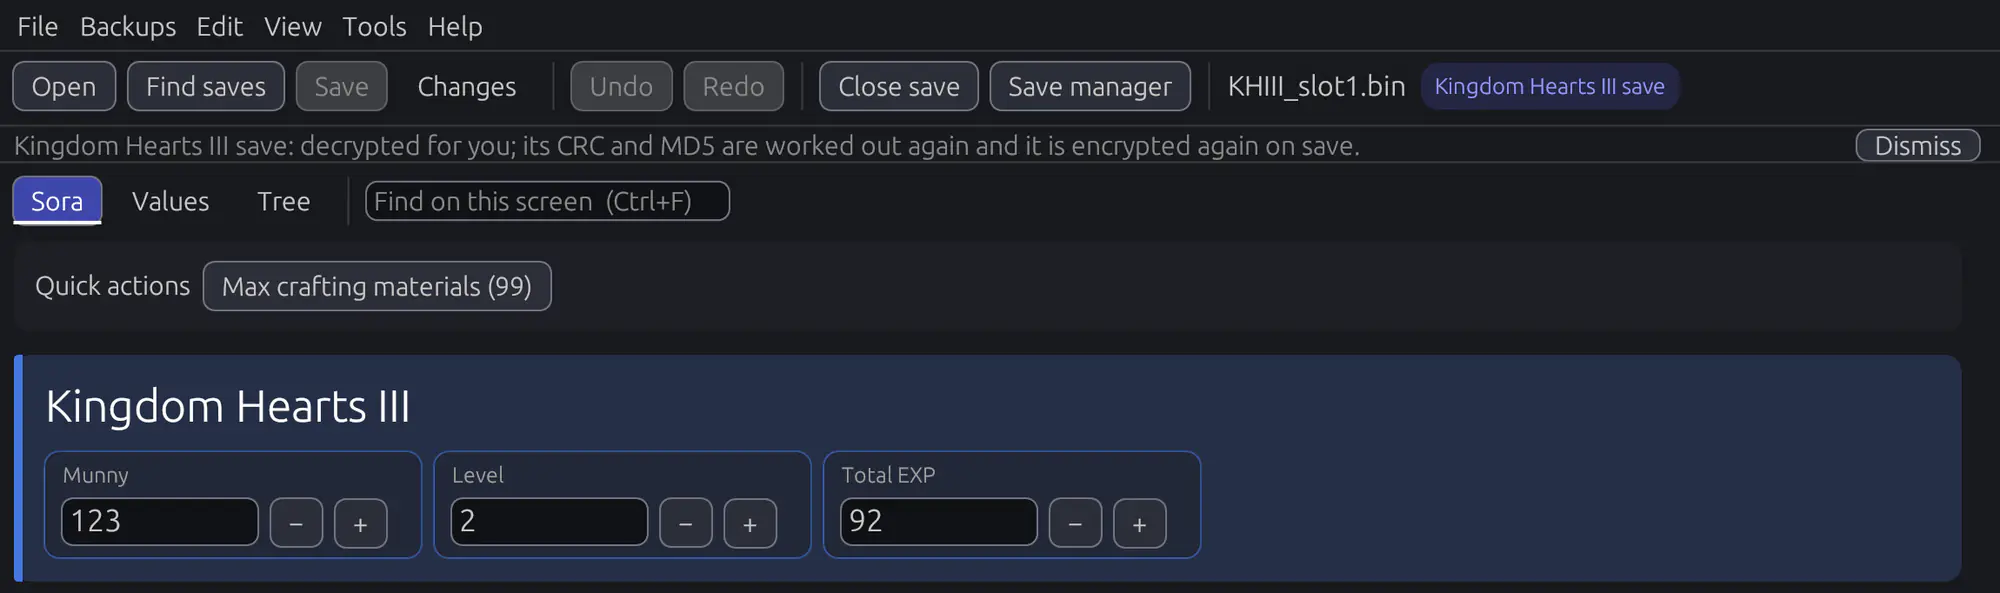 File Backups Edit View Tools Help
Open Find saves Save Changes Undo Redo Close save Save manager KHIII_slot1.bin Kingdom Hearts III save
Kingdom Hearts III save: decrypted for you; its CRC and MD5 are worked out again and it is encrypted again on save. Dismiss
Sora Values Tree Find on this screen (Ctrl+F)
Quick actions Max crafting materials (99)
Kingdom Hearts III
Munny Level Total EXP
123 − + 2 − + 92 − +